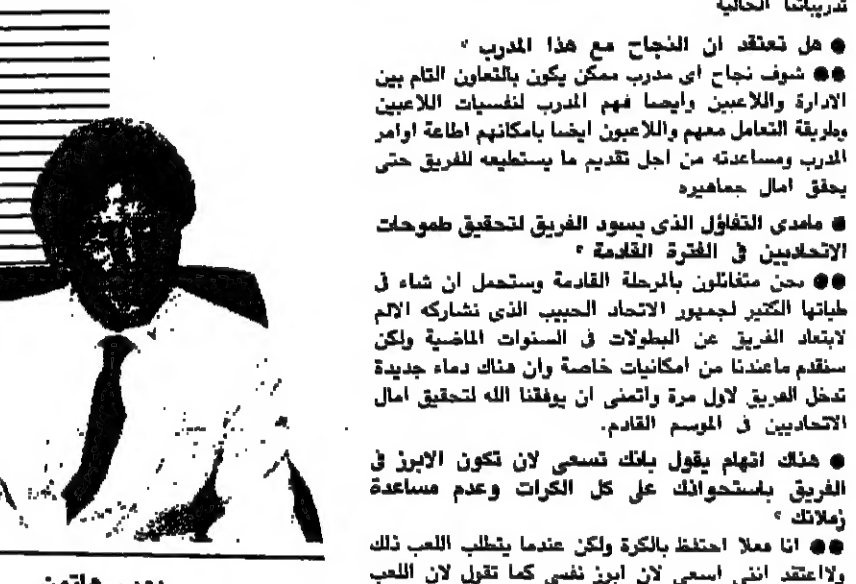 تدريباتنا الحالية
● هل تعتقد ان النجاح مع هذا المدرب ؟
●● شوف نجاح اى مدرب ممكن يكون بالتعاون التام بين
الادارة واللاعبين وايضا فهم المدرب لنفسيات اللاعبين
وطريقة التعامل معهم واللاعبون ايضا بامكانهم اطاعة اوامر
المدرب ومساعدته من اجل تقديم ما يستطيعه للفريق حتى
يحقق امال جماهيره
● مامدى التفاؤل الذى يسود الفريق لتحقيق طموحات
الاتحاديين فى الفترة القادمة ؟
●● نحن متفائلون بالمرحلة القادمة وستحمل ان شاء فى
طياتها الكثير لجمهور الاتحاد الحبيب الذى نشاركه الالم
لابتعاد الفريق عن البطولات فى السنوات الماضية ولكن
سنقدم ماعندنا من امكانيات خاصة وان هناك دماء جديدة
تدخل الفريق لاول مرة واتمنى ان يوفقنا الله لتحقيق امال
الاتحاديين فى الموسم القادم.
● هناك اتهام يقول بانك تسعى لان تكون الابرز فى
الفريق باستحواذك على كل الكرات وعدم مساعدة
زملائك ؟
●● انا فعلا احتفظ بالكرة ولكن عندما يتطلب اللعب ذلك
ولااعتقد اننى اسعى لان ابرز نفسى كما تقول لان اللعب